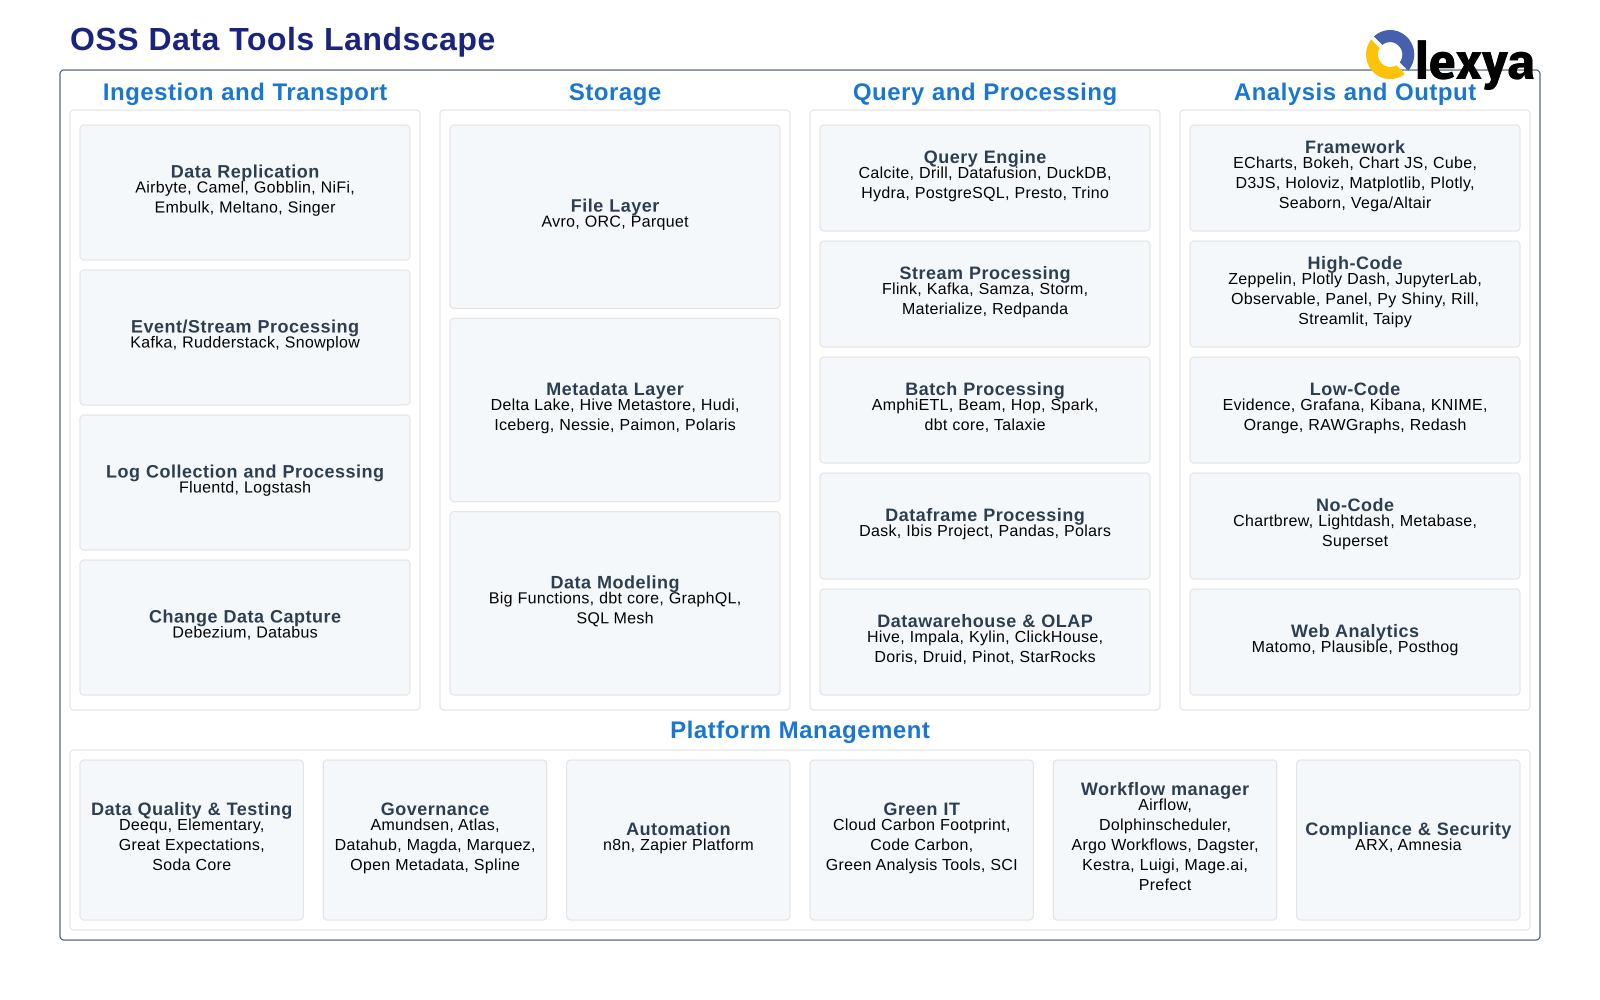 OSS Data Tools Landscape
lexya
Ingestion and Transport
Data Replication
Airbyte, Camel, Gobblin, NiFi,
Embulk, Meltano, Singer
Event/Stream Processing
Kafka, Rudderstack, Snowplow
Log Collection and Processing
Fluentd, Logstash
Change Data Capture
Debezium, Databus
Storage
File Layer
Avro, ORC, Parquet
Metadata Layer
Delta Lake, Hive Metastore, Hudi,
Iceberg, Nessie, Paimon, Polaris
Data Modeling
Big Functions, dbt core, GraphQL,
SQL Mesh
Query and Processing
Query Engine
Calcite, Drill, Datafusion, DuckDB,
Hydra, PostgreSQL, Presto, Trino
Stream Processing
Flink, Kafka, Samza, Storm,
Materialize, Redpanda
Batch Processing
AmphiETL, Beam, Hop, Spark,
dbt core, Talaxie
Dataframe Processing
Dask, Ibis Project, Pandas, Polars
Datawarehouse & OLAP
Hive, Impala, Kylin, ClickHouse,
Doris, Druid, Pinot, StarRocks
Analysis and Output
Framework
ECharts, Bokeh, Chart JS, Cube,
D3JS, Holoviz, Matplotlib, Plotly,
Seaborn, Vega/Altair
High-Code
Zeppelin, Plotly Dash, JupyterLab,
Observable, Panel, Py Shiny, Rill,
Streamlit, Taipy
Low-Code
Evidence, Grafana, Kibana, KNIME,
Orange, RAWGraphs, Redash
No-Code
Chartbrew, Lightdash, Metabase,
Superset
Web Analytics
Matomo, Plausible, Posthog
Platform Management
Data Quality & Testing
Deequ, Elementary,
Great Expectations,
Soda Core
Governance
Amundsen, Atlas,
Datahub, Magda, Marquez,
Open Metadata, Spline
Automation
n8n, Zapier Platform
Green IT
Cloud Carbon Footprint,
Code Carbon,
Green Analysis Tools, SCI
Workflow manager
Airflow,
Dolphinscheduler,
Argo Workflows, Dagster,
Kestra, Luigi, Mage.ai,
Prefect
Compliance & Security
ARX, Amnesia